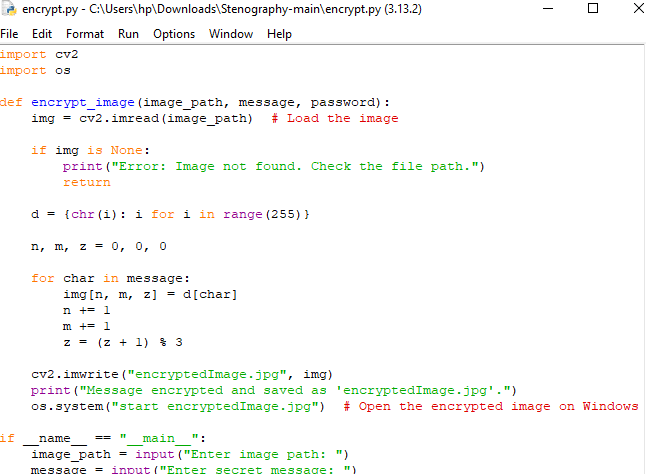 encrypt.py - C:\Users\hp\Downloads\Stenography-main\encrypt.py (3.13.2)
File Edit Format Run Options Window Help
import cv2
import os
def encrypt_image(image_path, message, password):
    img = cv2.imread(image_path)  # Load the image
    if img is None:
        print("Error: Image not found. Check the file path.")
        return
    d = {chr(i): i for i in range(255)}
    n, m, z = 0, 0, 0
    for char in message:
        img[n, m, z] = d[char]
        n += 1
        m += 1
        z = (z + 1) % 3
    cv2.imwrite("encryptedImage.jpg", img)
    print("Message encrypted and saved as 'encryptedImage.jpg'.")
    os.system("start encryptedImage.jpg")  # Open the encrypted image on Windows
if __name__ == "__main__":
    image_path = input("Enter image path: ")
    message = input("Enter secret message: ")